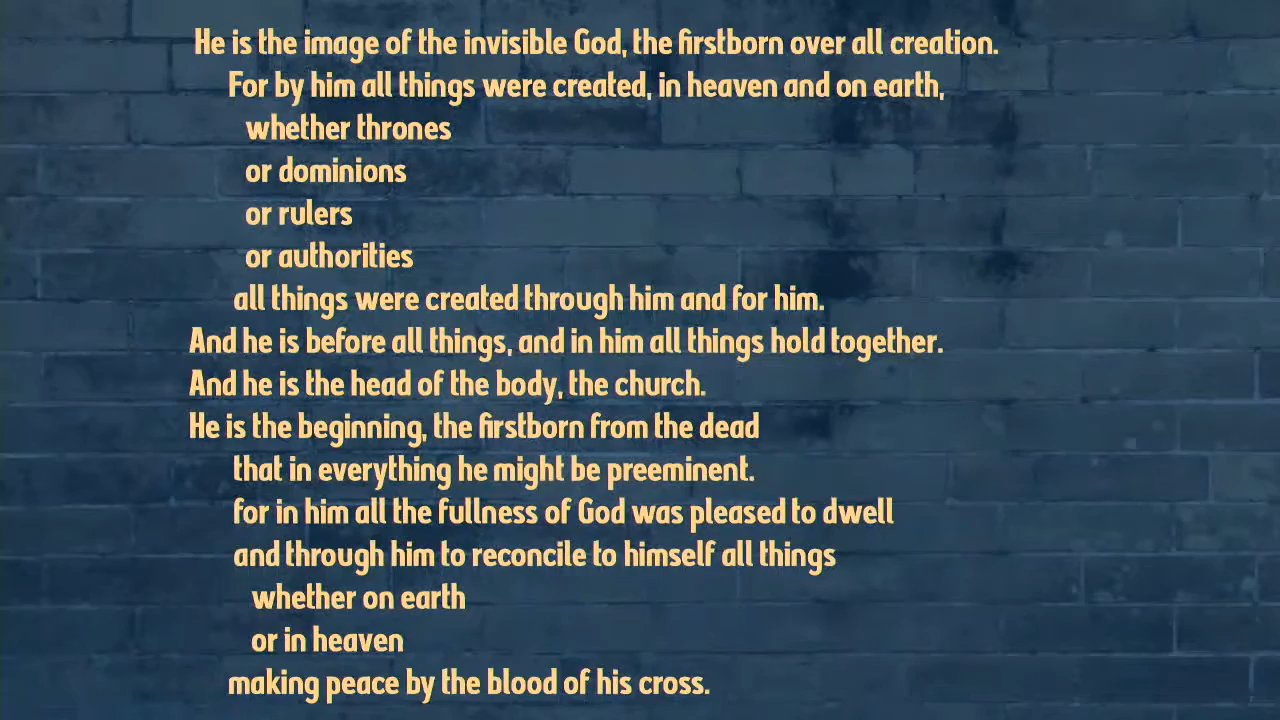 He is the image of the invisible God, the firstborn over all creation.
For by him all things were created, in heaven and on earth,
whether thrones
or dominions
or rulers
or authorities
all things were created through him and for him.
And he is before all things, and in him all things hold together.
And he is the head of the body, the church.
He is the beginning, the firstborn from the dead
that in everything he might be preeminent.
for in him all the fullness of God was pleased to dwell
and through him to reconcile to himself all things
whether on earth
or in heaven
making peace by the blood of his cross.